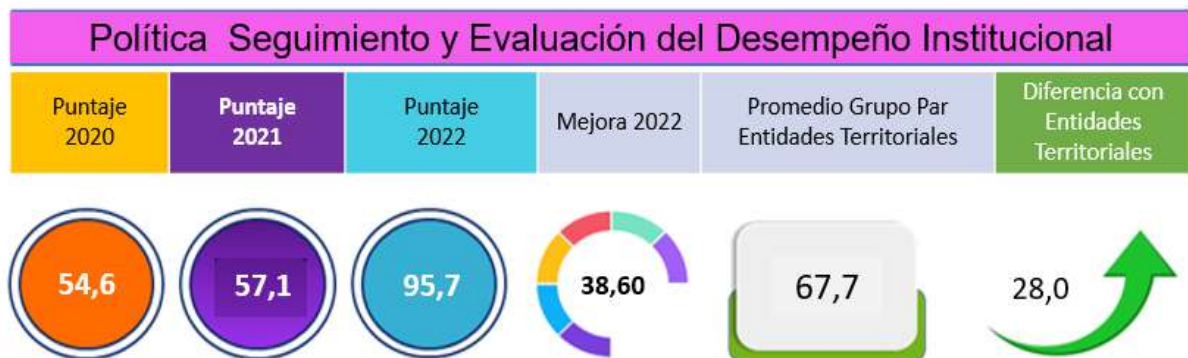 Política  Seguimiento y Evaluación del Desempeño Institucional
Puntaje
2020
Puntaje
2021
Puntaje
2022
Mejora 2022
Promedio Grupo Par
Entidades Territoriales
Diferencia con
Entidades
Territoriales
54,6
57,1
95,7
38,60
67,7
28,0